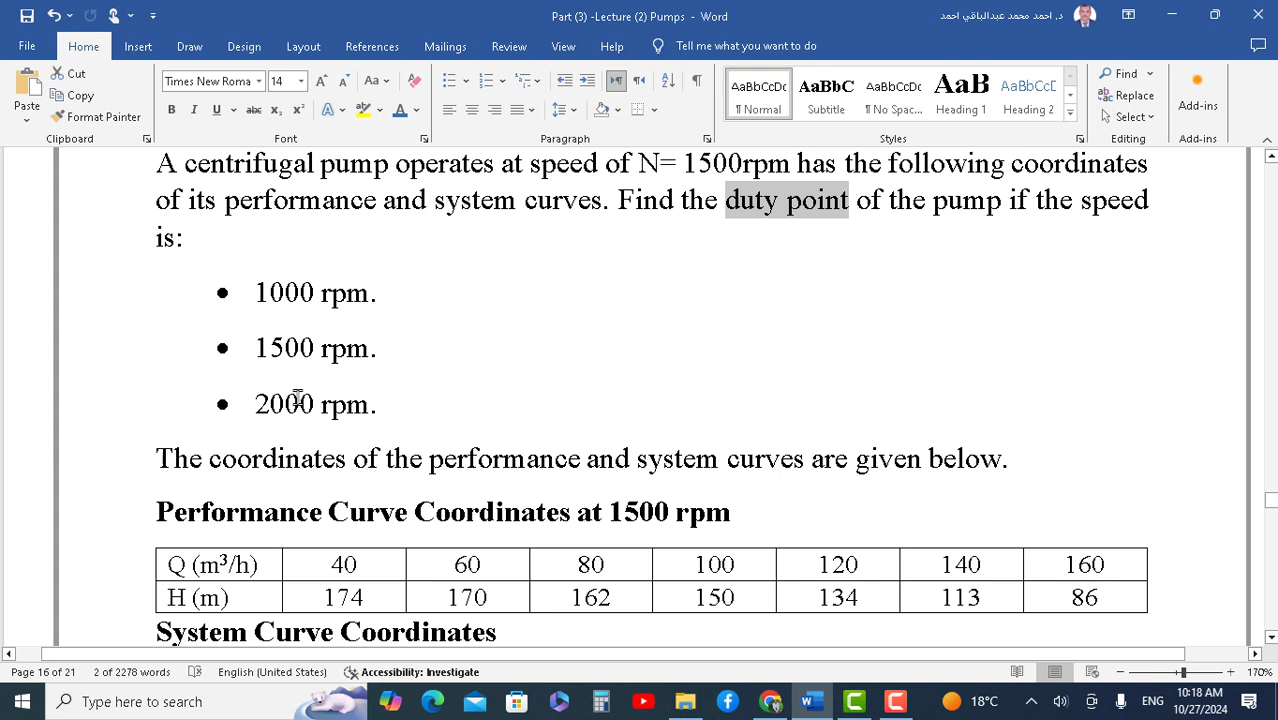 Part (3) -Lecture (2) Pumps - Word
د. احمد محمد عبدالباقي احمد
File Home Insert Draw Design Layout References Mailings Review View Help Tell me what you want to do
Paste
Cut
Copy
Format Painter
Clipboard
Times New Roma 14
Font
Paragraph
AaBbCcDc AaBbC AaBbCcDc AaB AaBbCcDC
¶ Normal Subtitle ¶ No Spac... Heading 1 Heading 2
Styles
Find
Replace
Select
Editing
Add-ins
Add-ins
A centrifugal pump operates at speed of N= 1500rpm has the following coordinates
of its performance and system curves. Find the duty point of the pump if the speed
is:
• 1000 rpm.
• 1500 rpm.
• 2000 rpm.
The coordinates of the performance and system curves are given below.
Performance Curve Coordinates at 1500 rpm
Q (m³/h) 40 60 80 100 120 140 160
H (m) 174 170 162 150 134 113 86
System Curve Coordinates
Page 16 of 21 2 of 2278 words English (United States) Accessibility: Investigate 170%
Type here to search
18°C
ENG
10:18 AM
10/27/2024